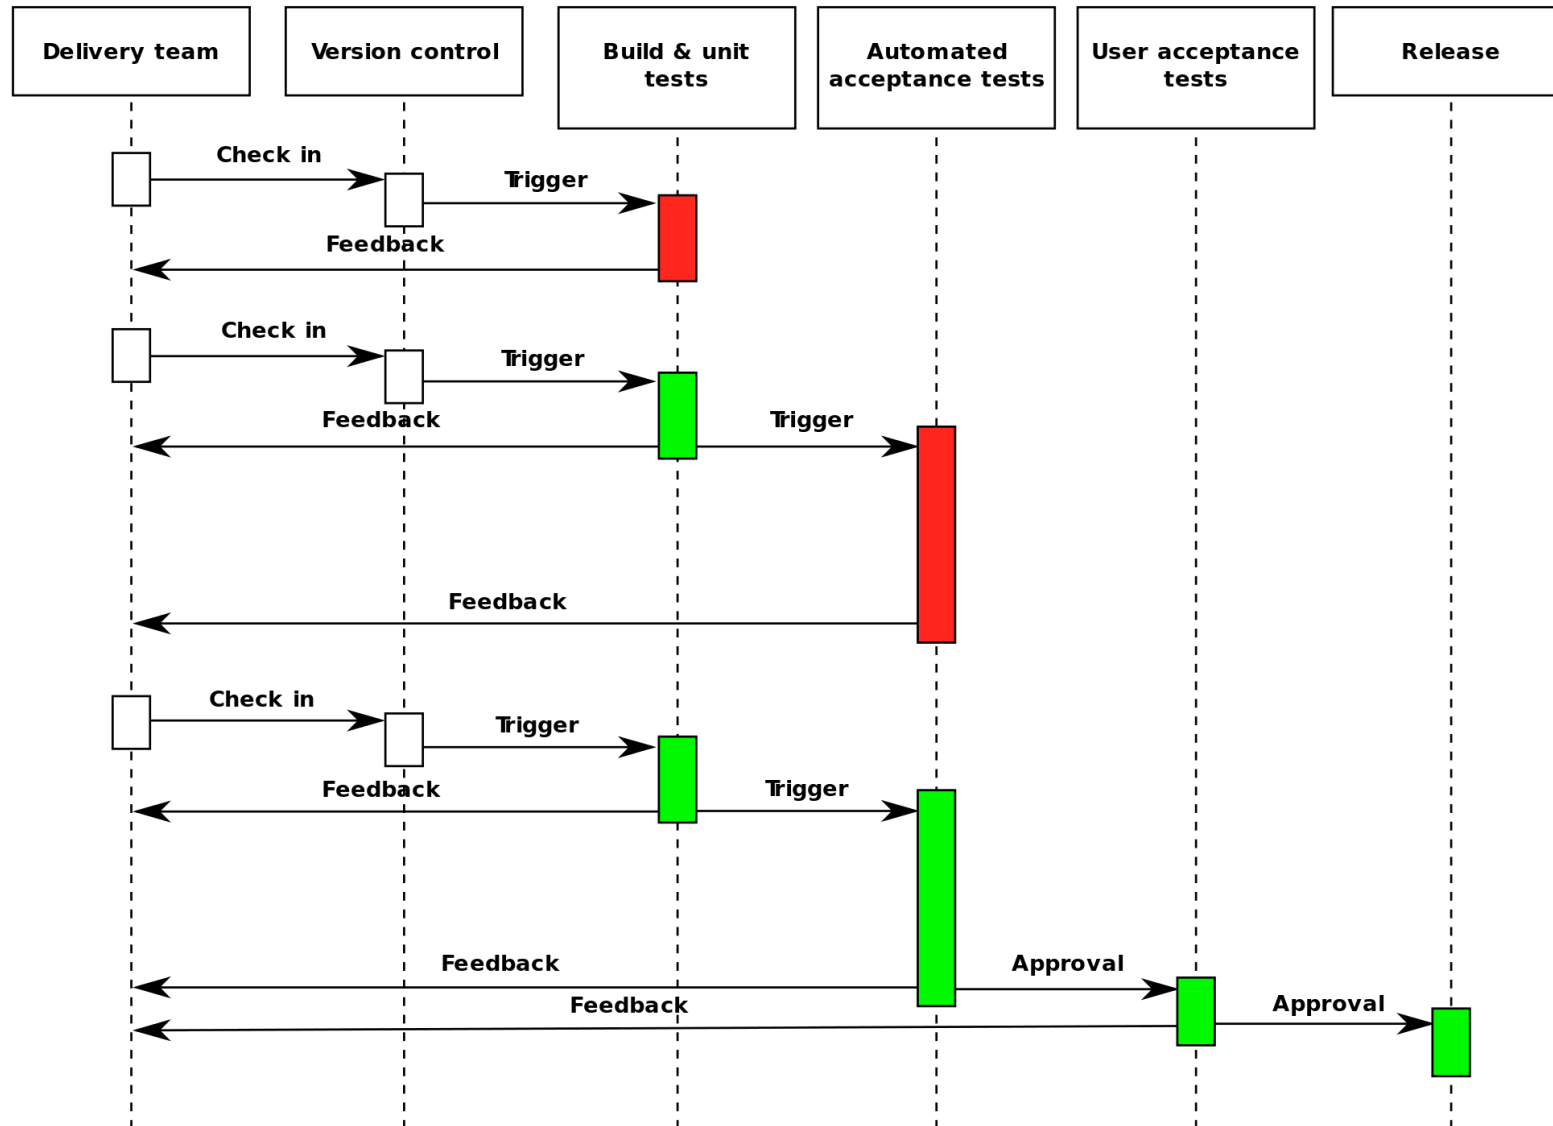 Delivery team
Version control
Build & unit
tests
Automated
acceptance tests
User acceptance
tests
Release
Check in
Trigger
Feedback
Check in
Trigger
Feedback
Trigger
Feedback
Check in
Trigger
Feedback
Trigger
Feedback
Approval
Feedback
Approval